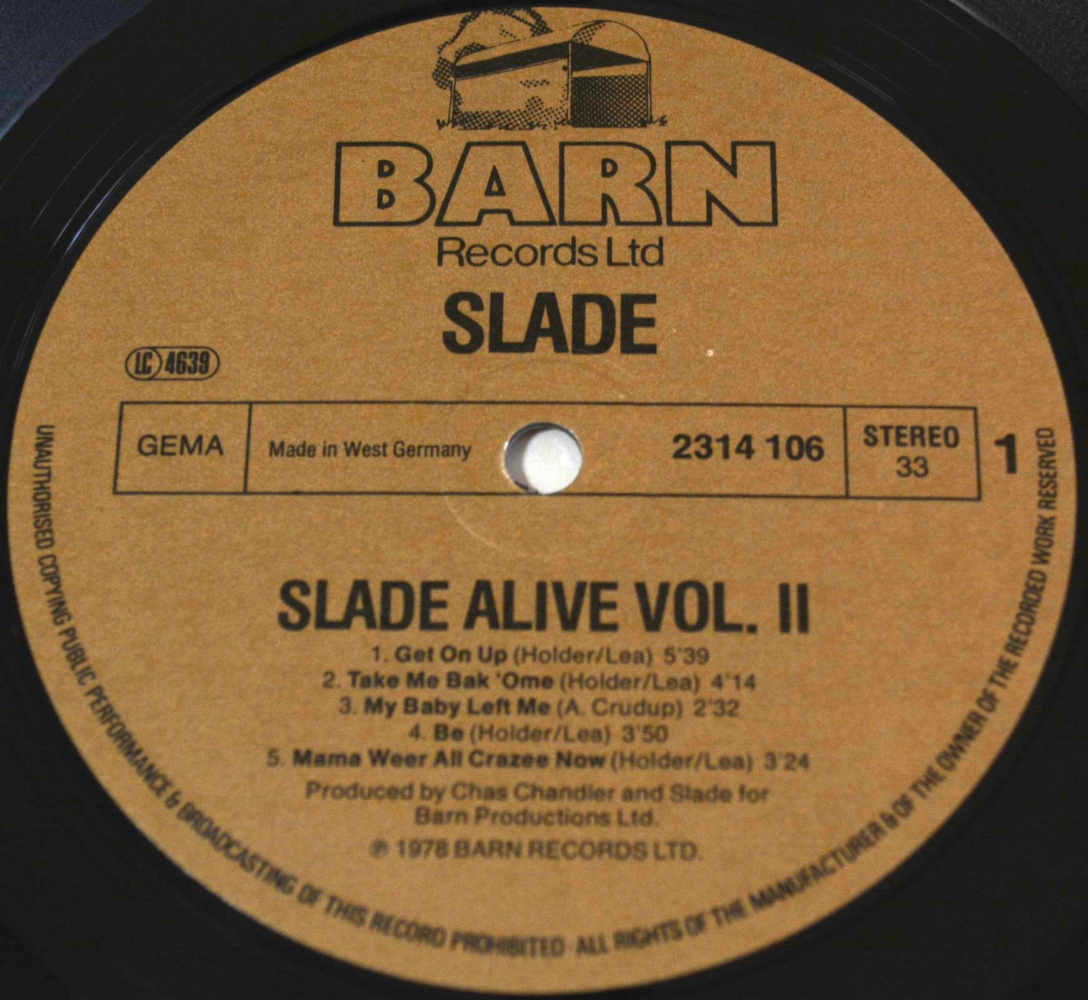 BARN
Records Ltd
SLADE
LC 4639
GEMA
Made in West Germany
2314 106
STEREO
33
1
SLADE ALIVE VOL. II
1. Get On Up (Holder/Lea) 5'39
2. Take Me Bak 'Ome (Holder/Lea) 4'14
3. My Baby Left Me (A. Crudup) 2'32
4. Be (Holder/Lea) 3'50
5. Mama Weer All Crazee Now (Holder/Lea) 3'24
Produced by Chas Chandler and Slade for
Barn Productions Ltd.
℗ 1978 BARN RECORDS LTD.
UNAUTHORISED COPYING PUBLIC PERFORMANCE & BROADCASTING OF THIS RECORD PROHIBITED · ALL RIGHTS OF THE MANUFACTURER & OF THE OWNER OF THE RECORDED WORK RESERVED